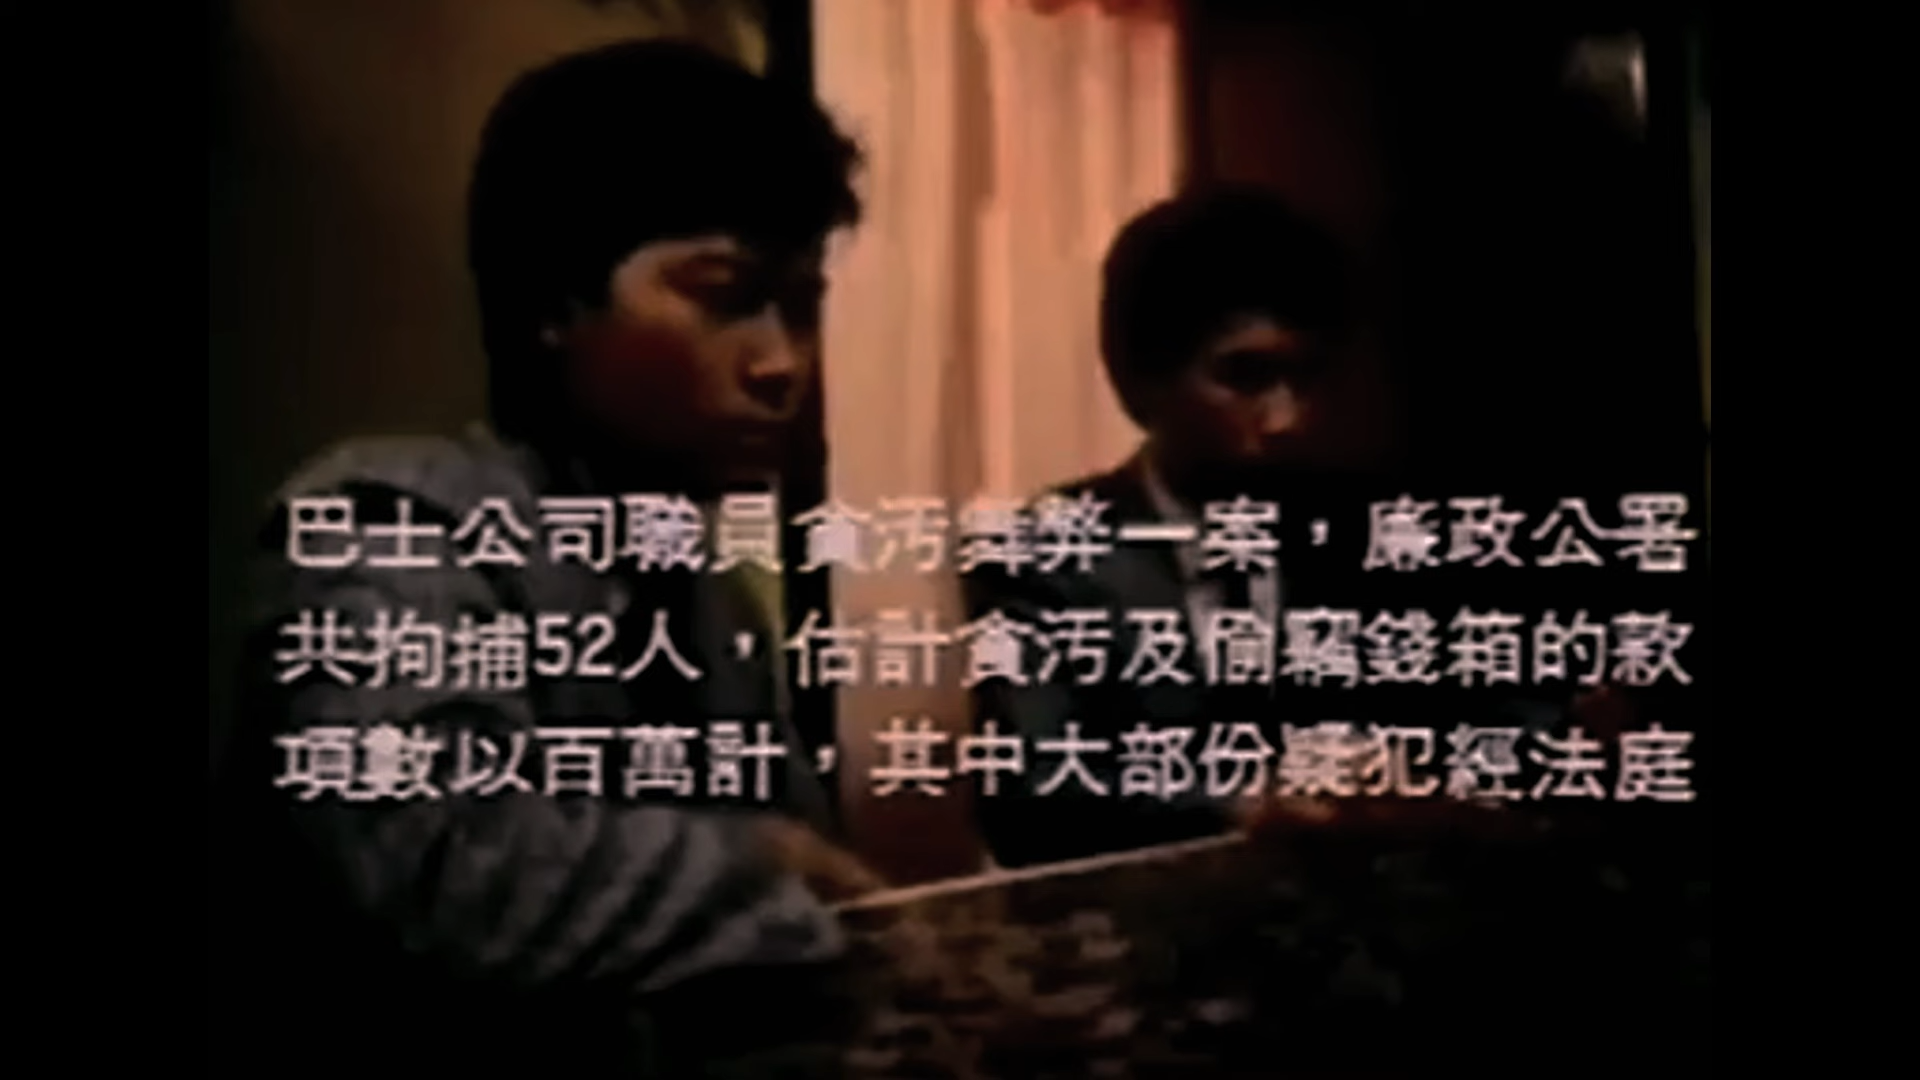 巴士公司職員貪汚舞弊一案，廉政公署
共拘捕52人，估計貪汚及偷竊錢箱的款
項數以百萬計，其中大部份疑犯經法庭